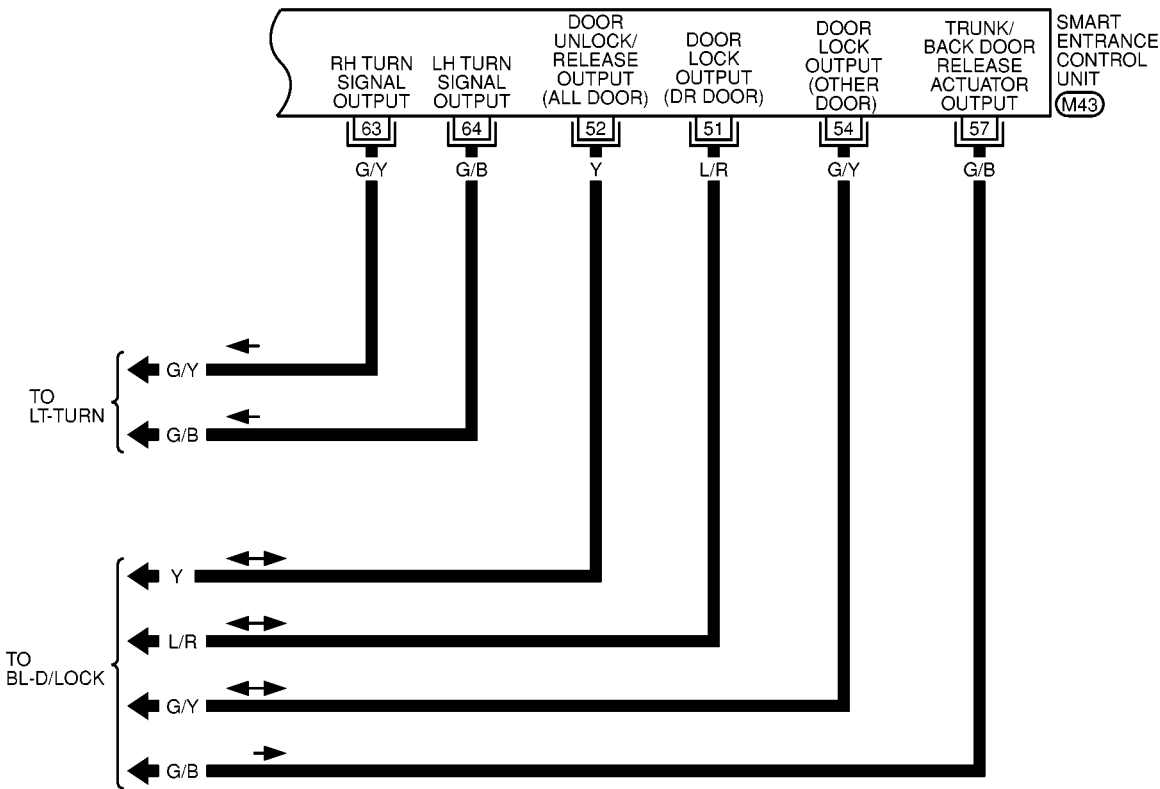 RH TURN
SIGNAL
OUTPUT
LH TURN
SIGNAL
OUTPUT
DOOR
UNLOCK/
RELEASE
OUTPUT
(ALL DOOR)
DOOR
LOCK
OUTPUT
(DR DOOR)
DOOR
LOCK
OUTPUT
(OTHER
DOOR)
TRUNK/
BACK DOOR
RELEASE
ACTUATOR
OUTPUT
SMART
ENTRANCE
CONTROL
UNIT
M43
63
64
52
51
54
57
G/Y
G/B
Y
L/R
G/Y
G/B
TO
LT-TURN
G/Y
G/B
TO
BL-D/LOCK
Y
L/R
G/Y
G/B